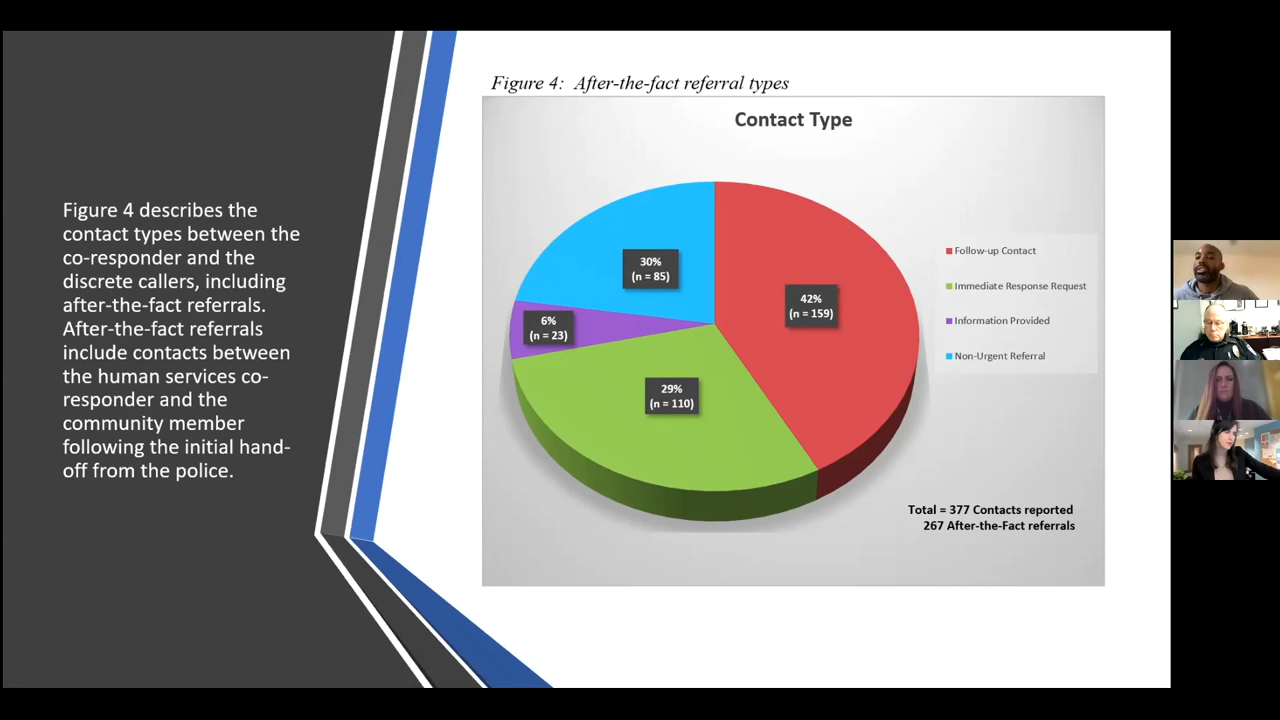 Figure 4 describes the
contact types between the
co-responder and the
discrete callers, including
after-the-fact referrals.
After-the-fact referrals
include contacts between
the human services co-
responder and the
community member
following the initial hand-
off from the police.
Figure 4:  After-the-fact referral types
Contact Type
30%
(n = 85)
42%
(n = 159)
6%
(n = 23)
29%
(n = 110)
Follow-up Contact
Immediate Response Request
Information Provided
Non-Urgent Referral
Total = 377 Contacts reported
267 After-the-Fact referrals